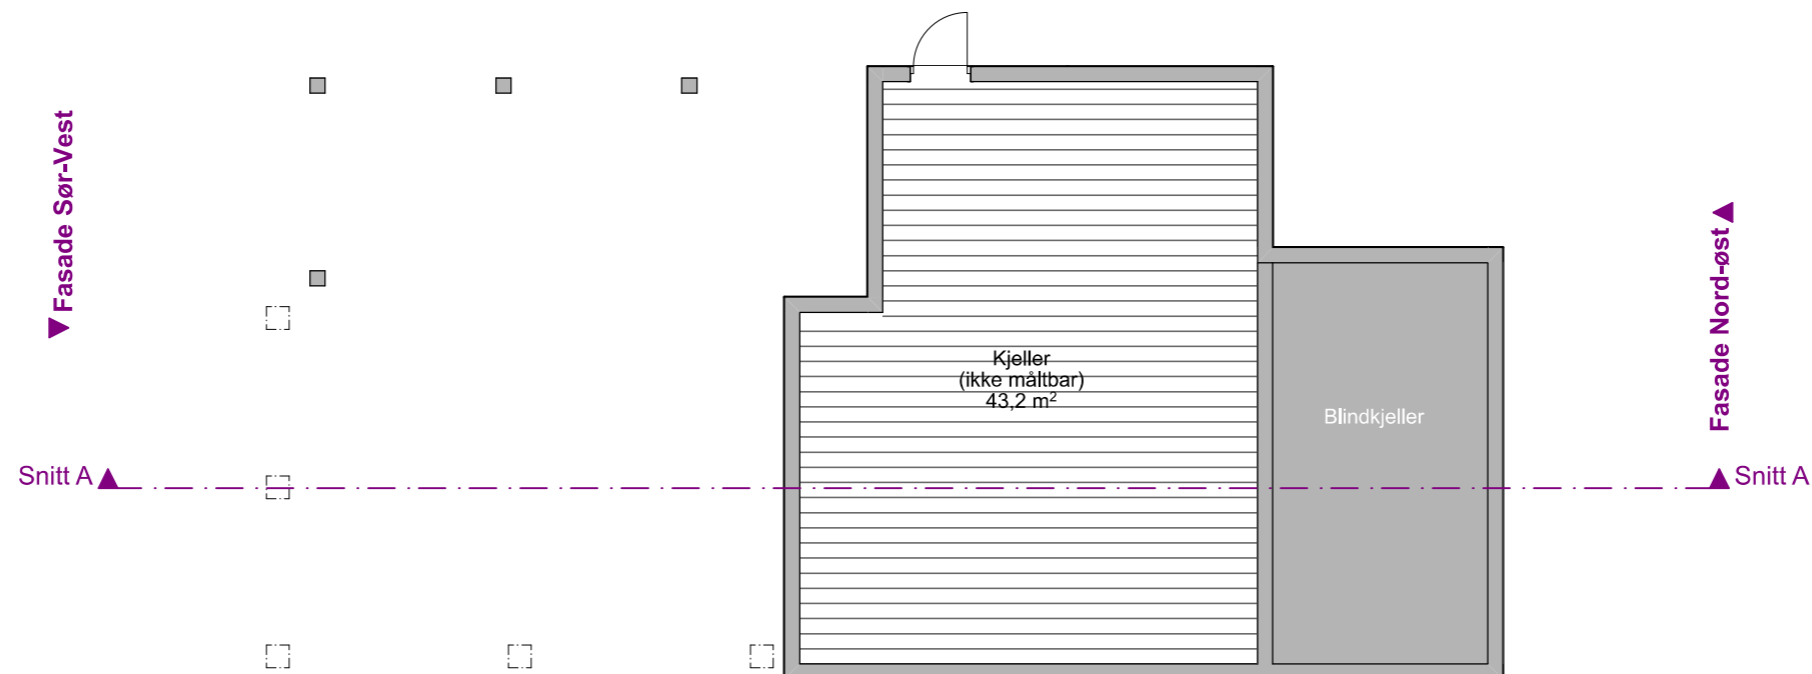 Fasade Sør-Vest
Fasade Nord-øst
Kjeller
(ikke måltbar)
43,2 m²
Blindkjeller
Snitt A
Snitt A